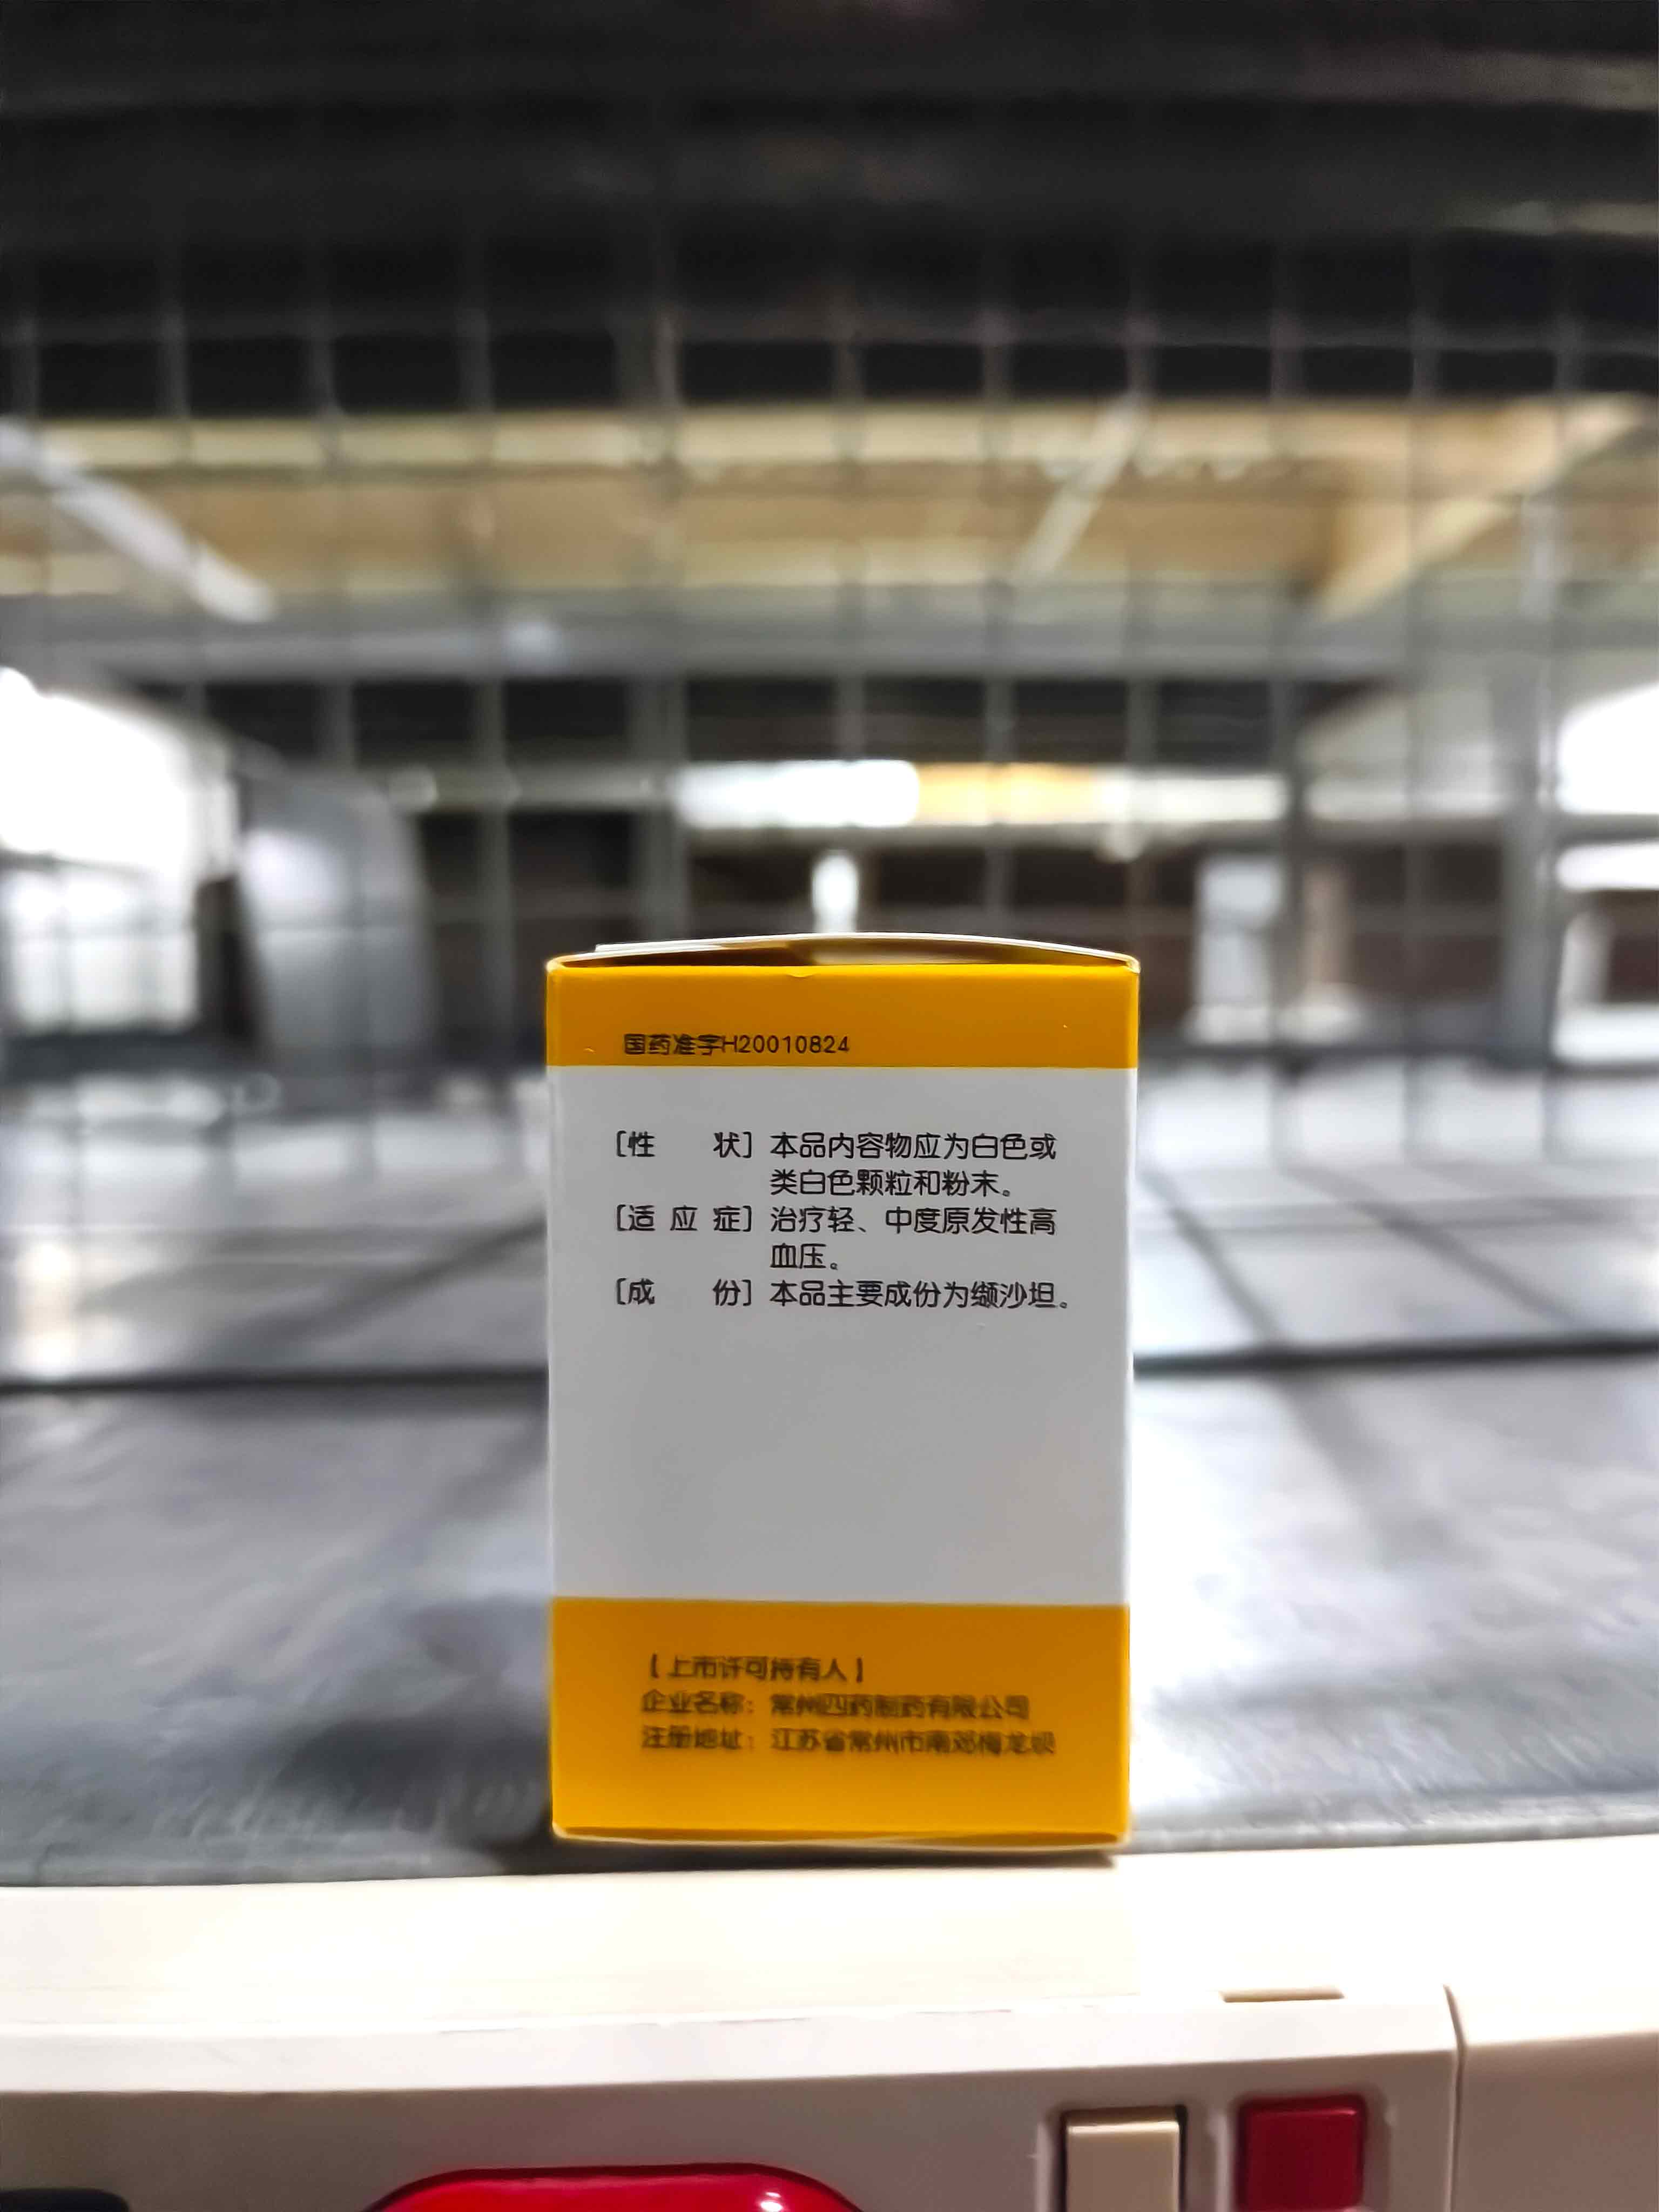 国药准字H20010824
[性 状] 本品内容物应为白色或
类白色颗粒和粉末。
[适 应 症] 治疗轻、中度原发性高
血压。
[成 份] 本品主要成份为缬沙坦。
【上市许可持有人】
企业名称：常州四药制药有限公司
注册地址：江苏省常州市南郊梅龙坝